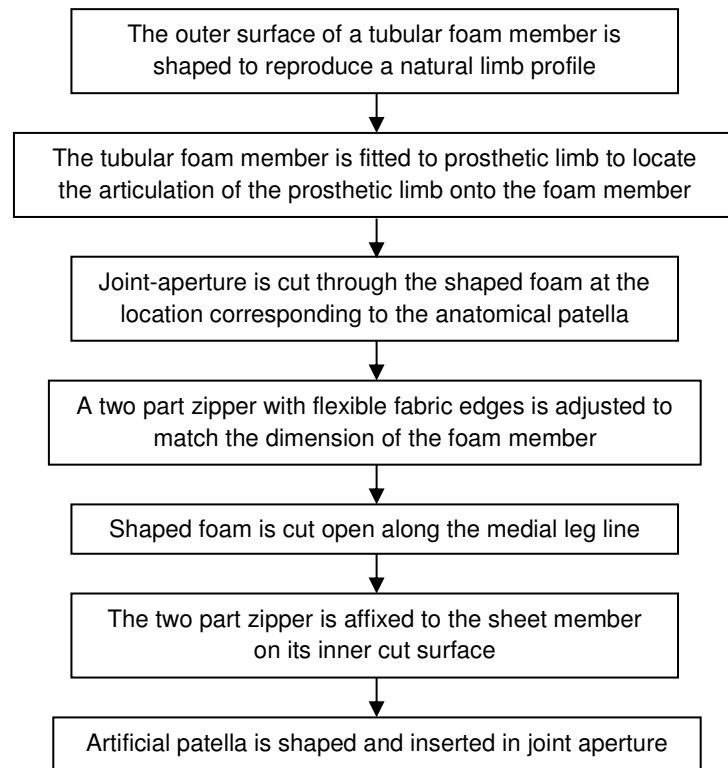 The outer surface of a tubular foam member is
shaped to reproduce a natural limb profile
The tubular foam member is fitted to prosthetic limb to locate
the articulation of the prosthetic limb onto the foam member
Joint-aperture is cut through the shaped foam at the
location corresponding to the anatomical patella
A two part zipper with flexible fabric edges is adjusted to
match the dimension of the foam member
Shaped foam is cut open along the medial leg line
The two part zipper is affixed to the sheet member
on its inner cut surface
Artificial patella is shaped and inserted in joint aperture